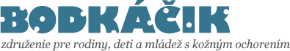 BODKÁČIK
združenie pre rodiny, deti a mládež s kožným ochorením